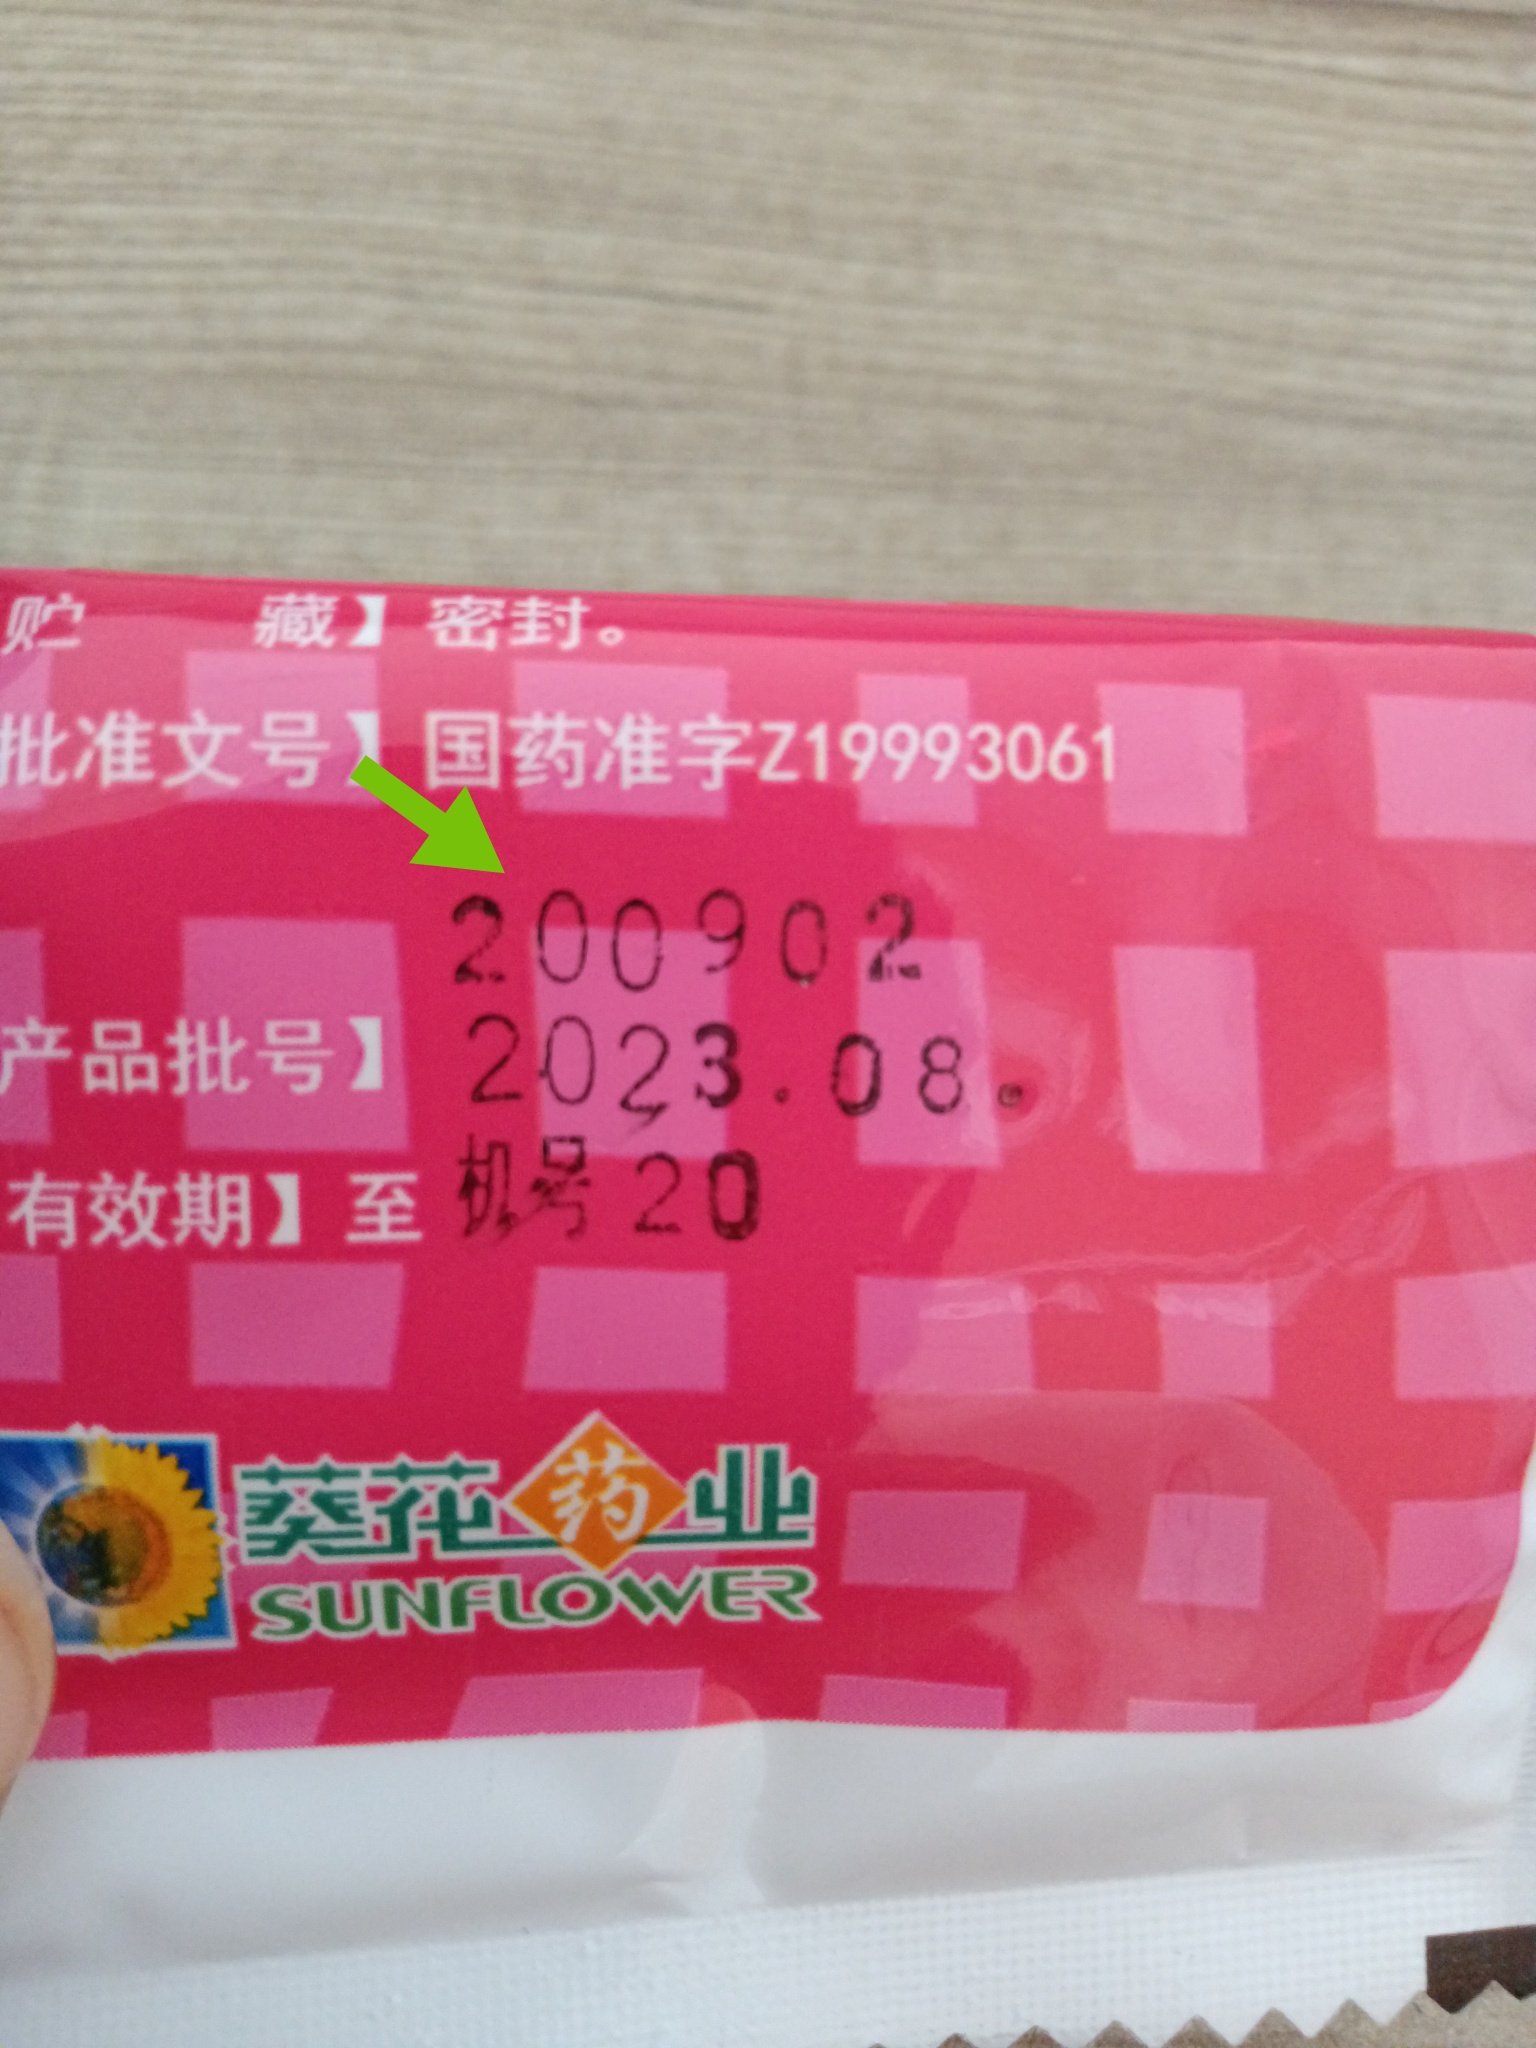 贮 藏】密封。
批准文号】国药准字Z19993061
200902
产品批号】 2023.08.
有效期】至 机号20
葵花药业
SUNFLOWER